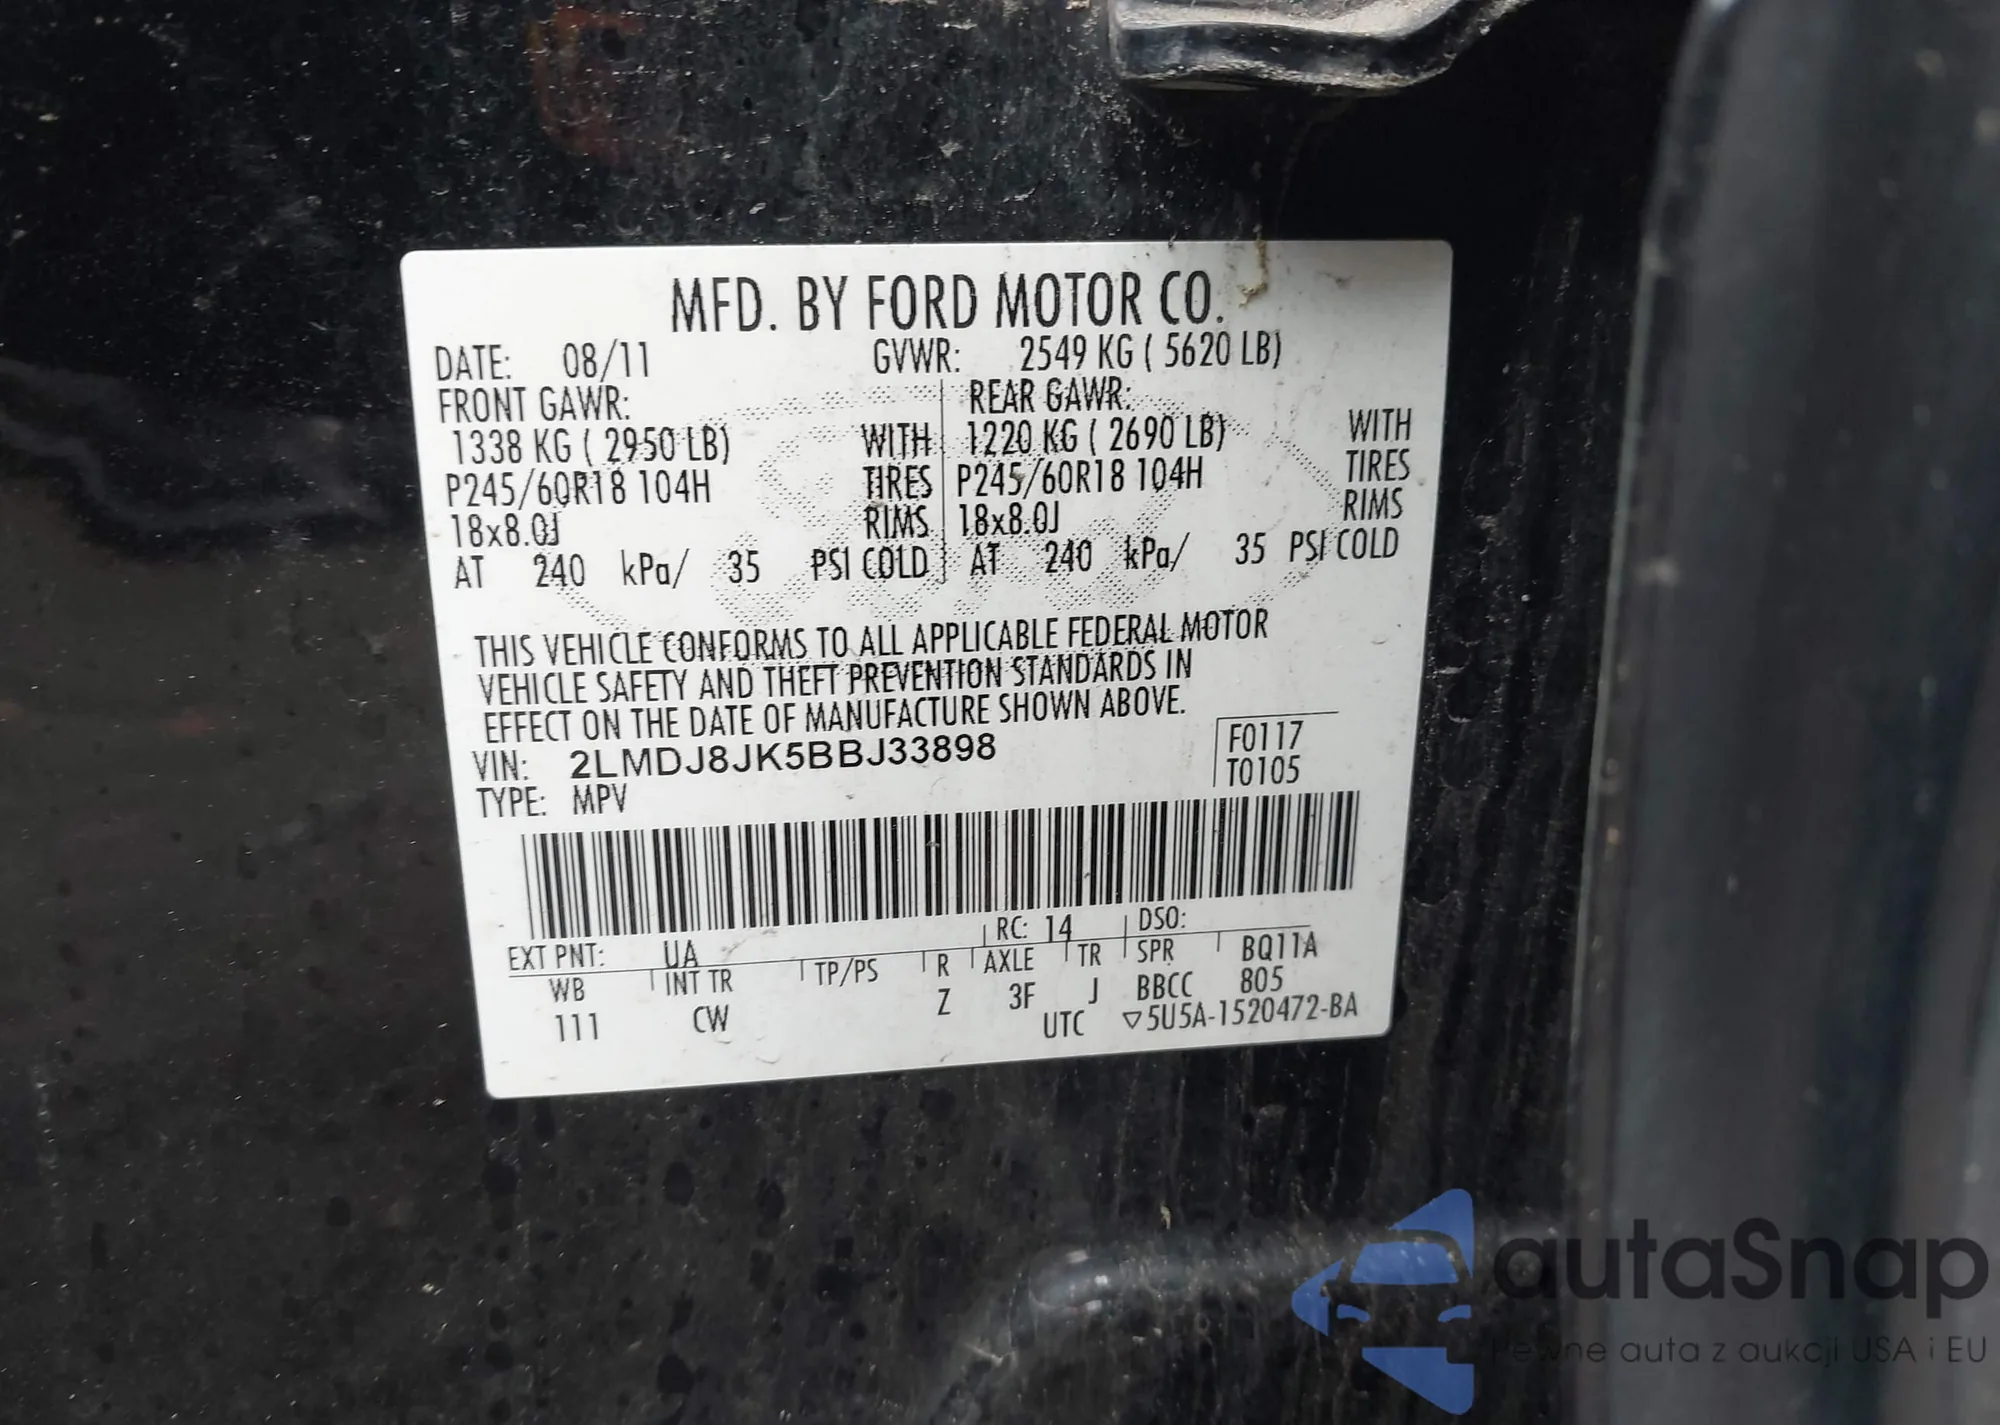 MFD. BY FORD MOTOR CO.
DATE: 08/11 GVWR: 2549 KG ( 5620 LB)
FRONT GAWR: REAR GAWR:
1338 KG ( 2950 LB) WITH 1220 KG ( 2690 LB) WITH
P245/60R18 104H TIRES P245/60R18 104H TIRES
18x8.0J RIMS 18x8.0J RIMS
AT 240 kPa/ 35 PSI COLD AT 240 kPa/ 35 PSI COLD
THIS VEHICLE CONFORMS TO ALL APPLICABLE FEDERAL MOTOR
VEHICLE SAFETY AND THEFT PREVENTION STANDARDS IN
EFFECT ON THE DATE OF MANUFACTURE SHOWN ABOVE.
VIN: 2LMDJ8JK5BBJ33898 F0117
TYPE: MPV T0105
EXT PNT: UA RC: 14 DSO:
WB INT TR TP/PS R AXLE TR SPR BQ11A
111 CW Z 3F J BBCC 805
UTC ▽5U5A-1520472-BA
autaSnap
Pewne auta z aukcji USA i EU